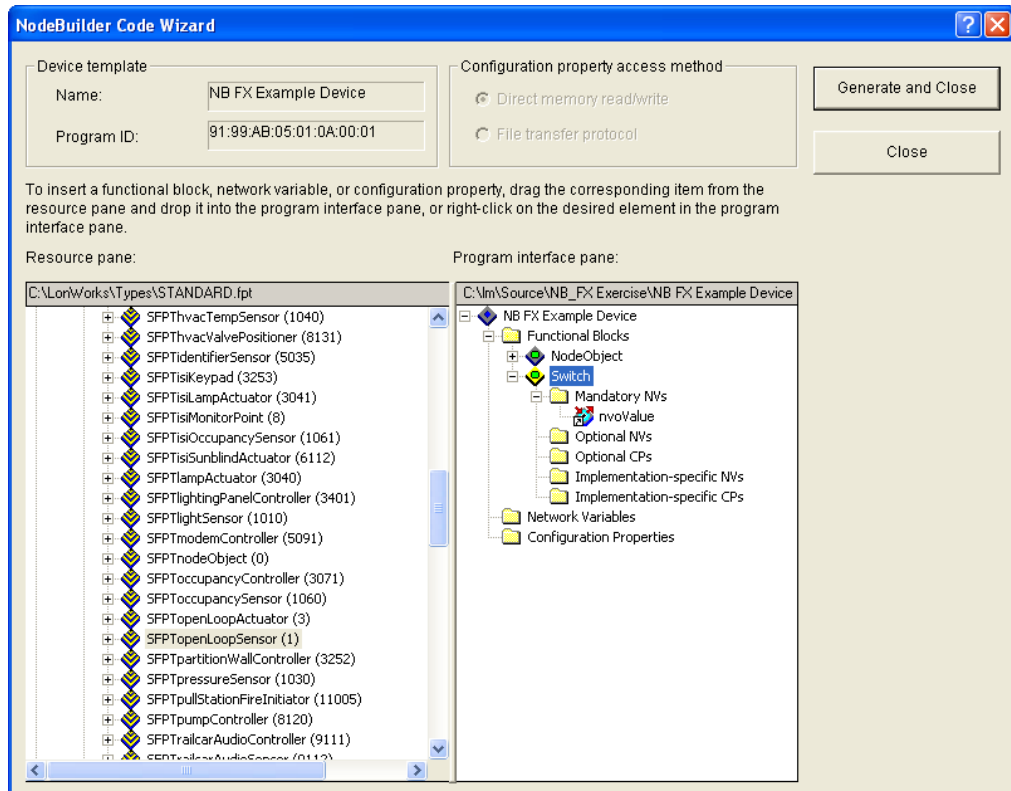 NodeBuilder Code Wizard
Device template
Name:
NB FX Example Device
Program ID:
91:99:AB:05:01:0A:00:01
Configuration property access method
Direct memory read/write
File transfer protocol
Generate and Close
Close
To insert a functional block, network variable, or configuration property, drag the corresponding item from the
resource pane and drop it into the program interface pane, or right-click on the desired element in the program
interface pane.
Resource pane:
C:\LonWorks\Types\STANDARD.fpt
SFPThvacTempSensor (1040)
SFPThvacValvePositioner (8131)
SFPTidentifierSensor (5035)
SFPTisiKeypad (3253)
SFPTisiLampActuator (3041)
SFPTisiMonitorPoint (8)
SFPTisiOccupancySensor (1061)
SFPTisiSunblindActuator (6112)
SFPTlampActuator (3040)
SFPTlightingPanelController (3401)
SFPTlightSensor (1010)
SFPTmodemController (5091)
SFPTnodeObject (0)
SFPToccupancyController (3071)
SFPToccupancySensor (1060)
SFPTopenLoopActuator (3)
SFPTopenLoopSensor (1)
SFPTpartitionWallController (3252)
SFPTpressureSensor (1030)
SFPTpullStationFireInitiator (11005)
SFPTpumpController (8120)
SFPTrailcarAudioController (9111)
SFPTrailcarAudioSensor (9112)
Program interface pane:
C:\lm\Source\NB_FX Exercise\NB FX Example Device
NB FX Example Device
Functional Blocks
NodeObject
Switch
Mandatory NVs
nvoValue
Optional NVs
Optional CPs
Implementation-specific NVs
Implementation-specific CPs
Network Variables
Configuration Properties